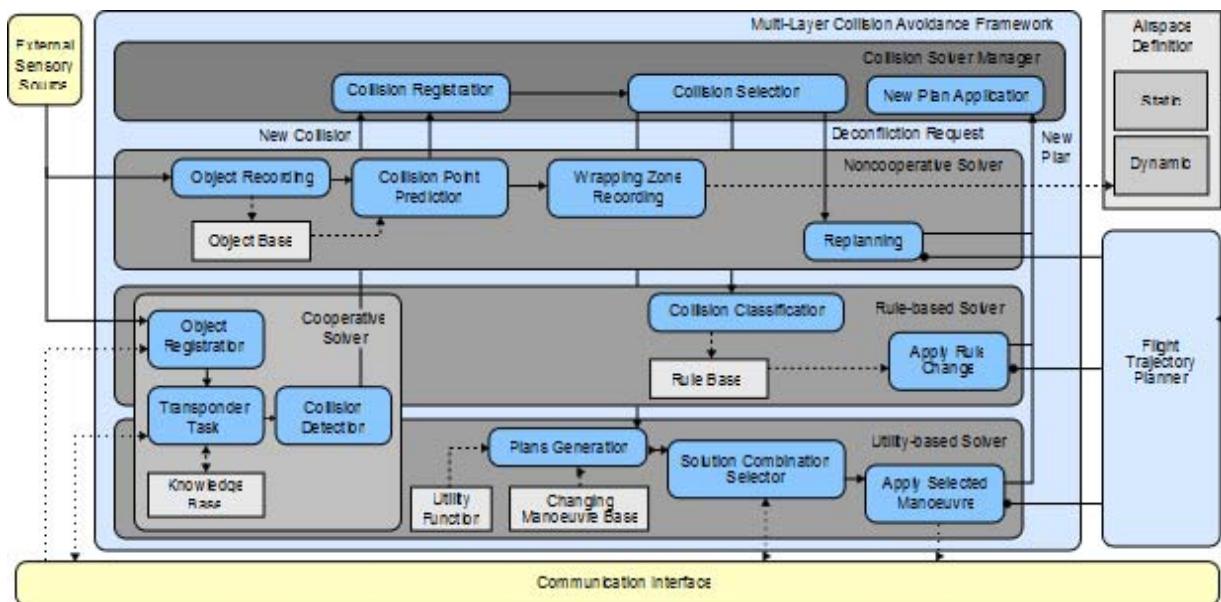 External
Sensory
Source
Multi-Layer Collision Avoidance Framework
Airspace
Definition
Static
Dynamic
Collision Solver Manager
Collision Registration
Collision Selection
New Plan Application
New Collision
Deconfliction Request
New
Plan
Noncooperative Solver
Object Recording
Collision Point
Prediction
Wrapping Zone
Recording
Object Base
Replanning
Cooperative
Solver
Object
Registration
Transponder
Task
Collision
Detection
Knowledge
Base
Rule-based Solver
Collision Classification
Rule Base
Apply Rule
Change
Flight
Trajectory
Planner
Utility-based Solver
Plans Generation
Solution Combination
Selector
Apply Selected
Manoeuvre
Utility
Function
Changing
Manoeuvre Base
Communication Interface